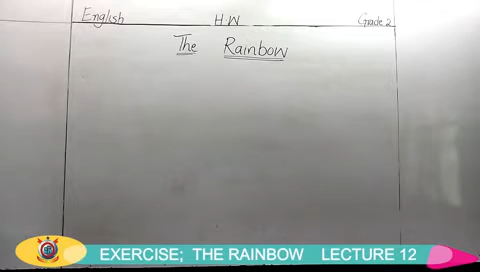 English H.W Grade 2
The Rainbow
EXERCISE; THE RAINBOW LECTURE 12